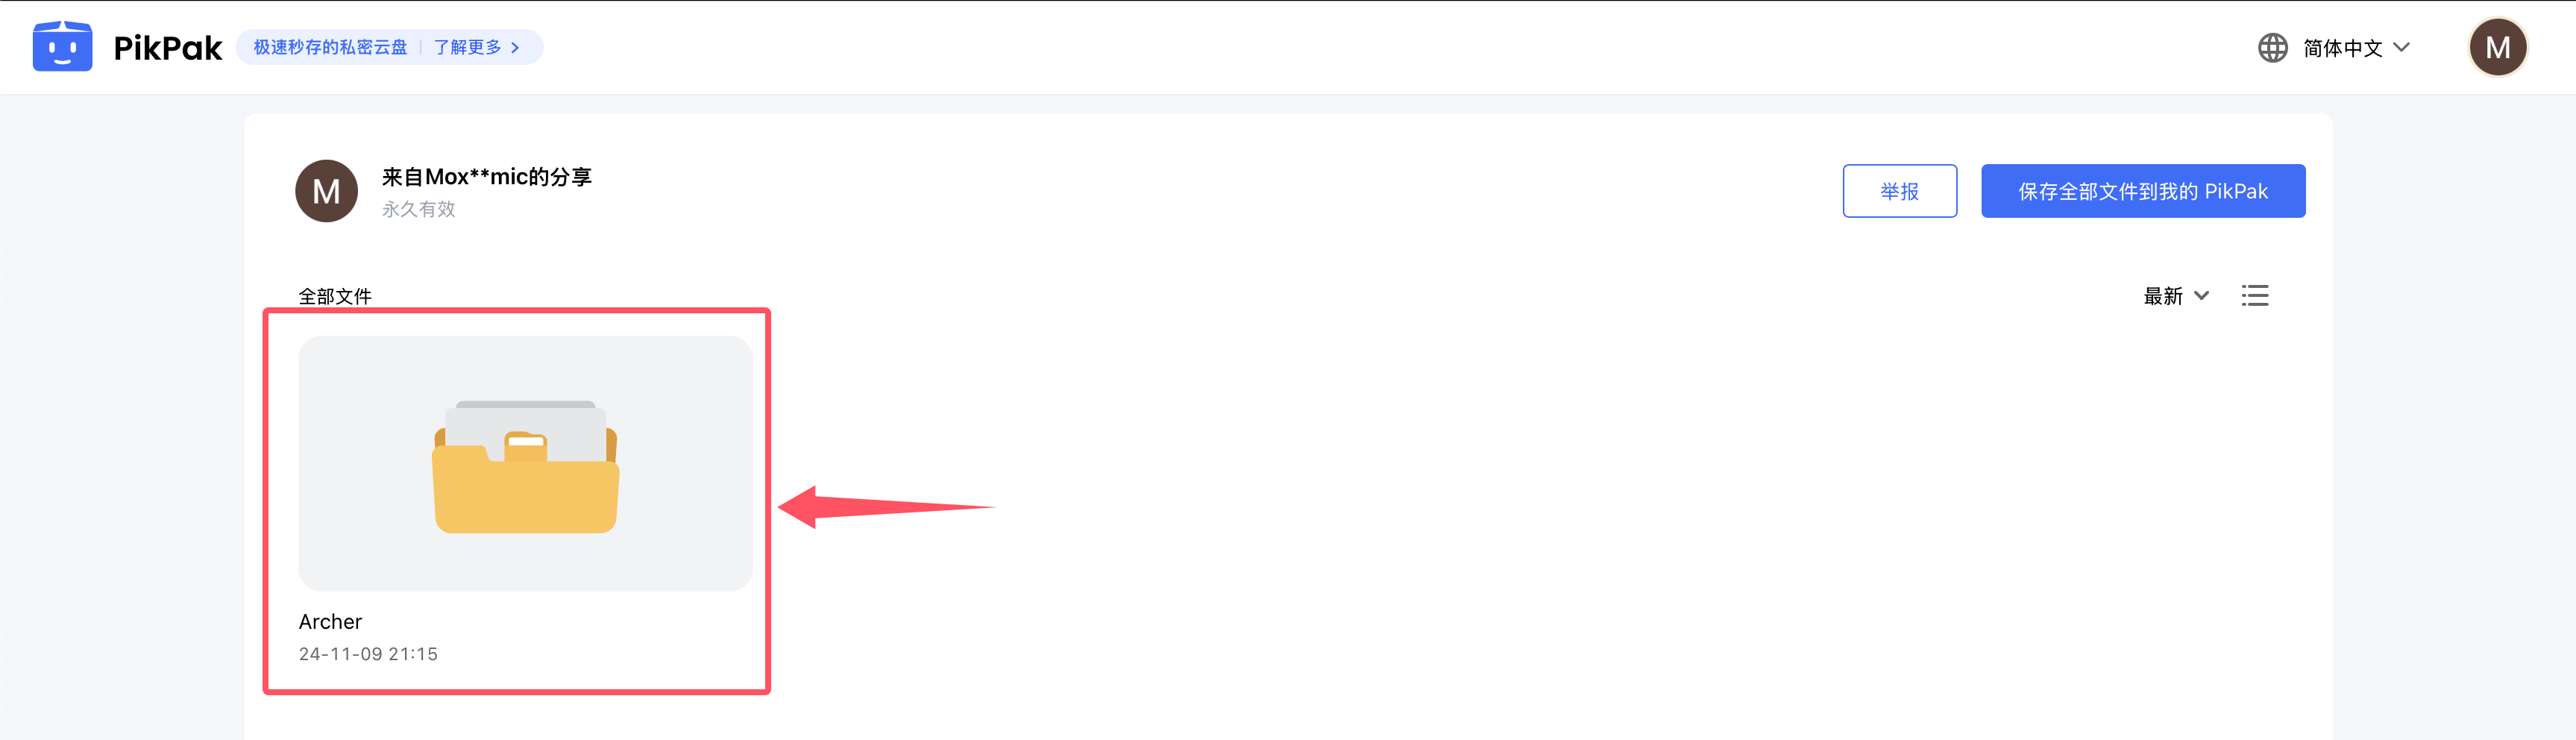 PikPak 极速秒存的私密云盘 | 了解更多 >
简体中文
M
M
来自Mox**mic的分享
永久有效
举报
保存全部文件到我的 PikPak
全部文件
最新
Archer
24-11-09 21:15